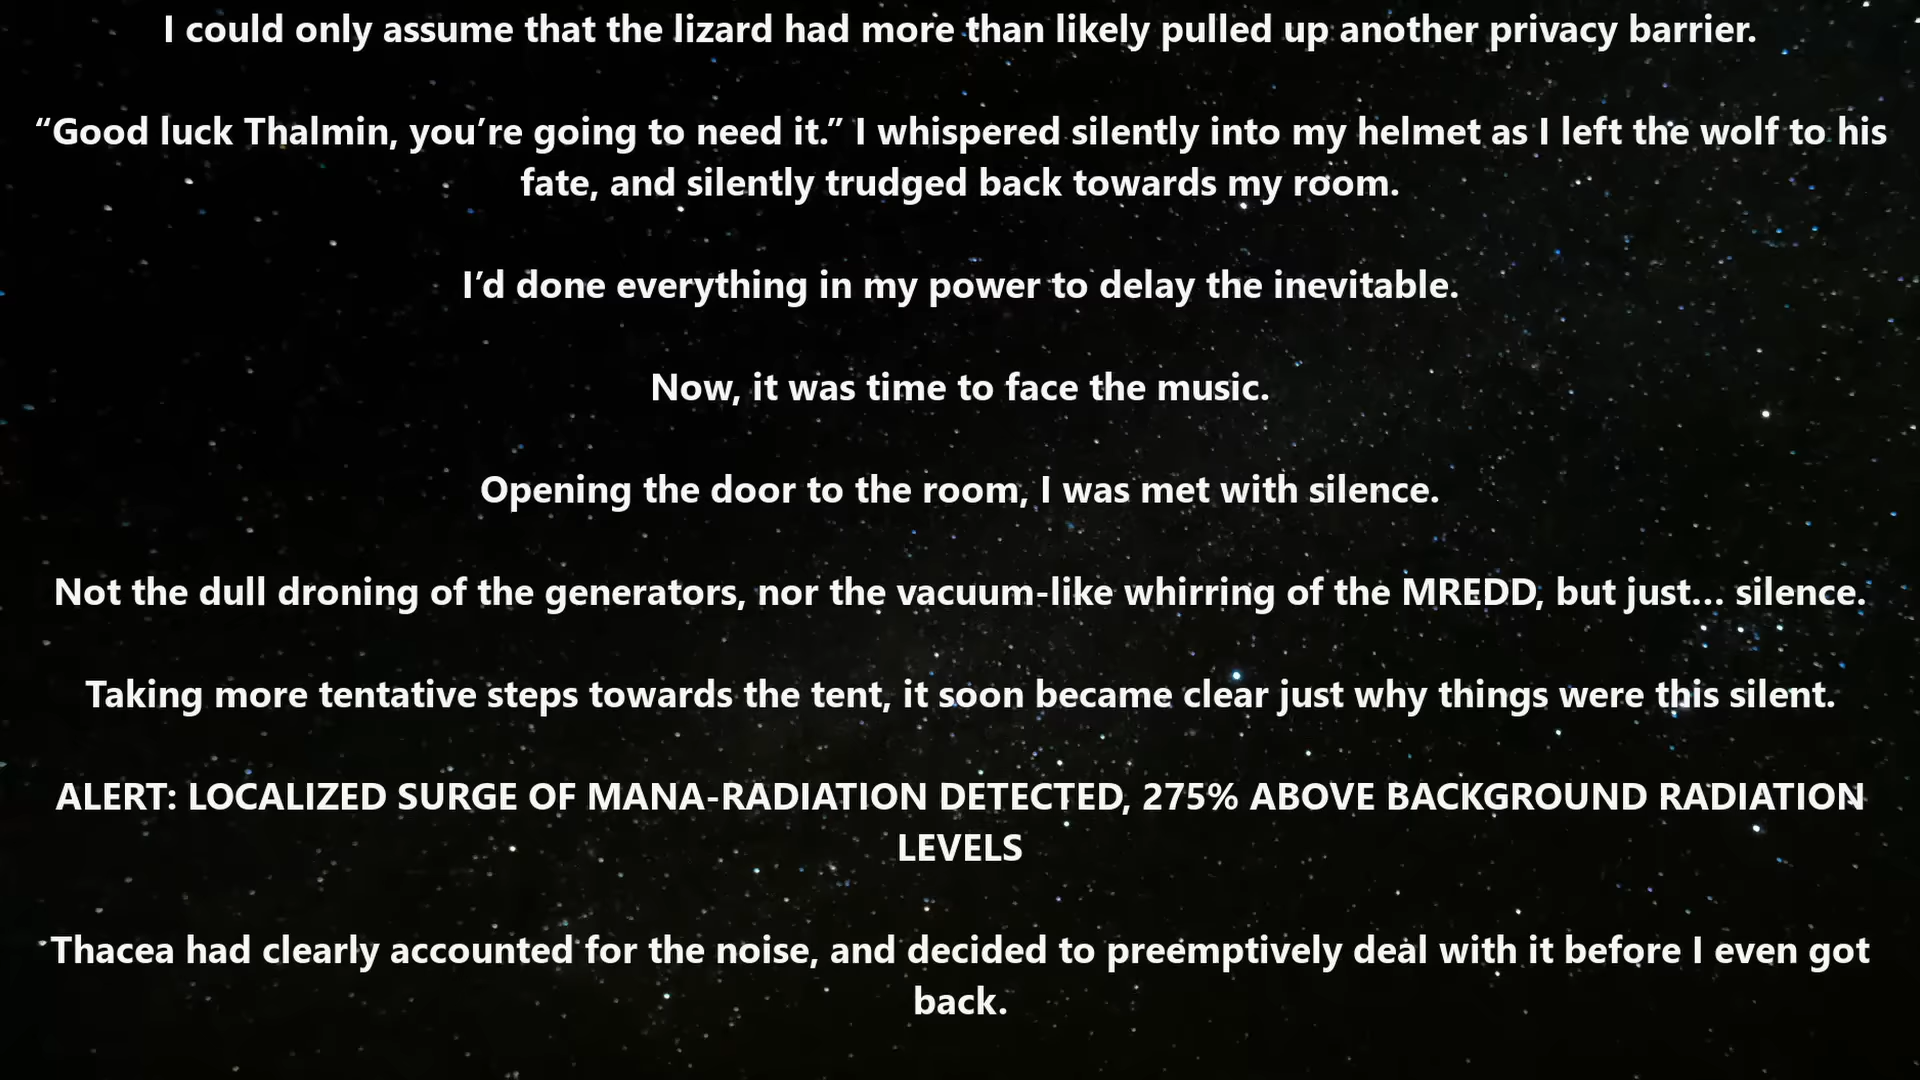 I could only assume that the lizard had more than likely pulled up another privacy barrier.
“Good luck Thalmin, you’re going to need it.” I whispered silently into my helmet as I left the wolf to his
fate, and silently trudged back towards my room.
I’d done everything in my power to delay the inevitable.
Now, it was time to face the music.
Opening the door to the room, I was met with silence.
Not the dull droning of the generators, nor the vacuum-like whirring of the MREDD, but just… silence.
Taking more tentative steps towards the tent, it soon became clear just why things were this silent.
ALERT: LOCALIZED SURGE OF MANA-RADIATION DETECTED, 275% ABOVE BACKGROUND RADIATION
LEVELS
Thacea had clearly accounted for the noise, and decided to preemptively deal with it before I even got
back.